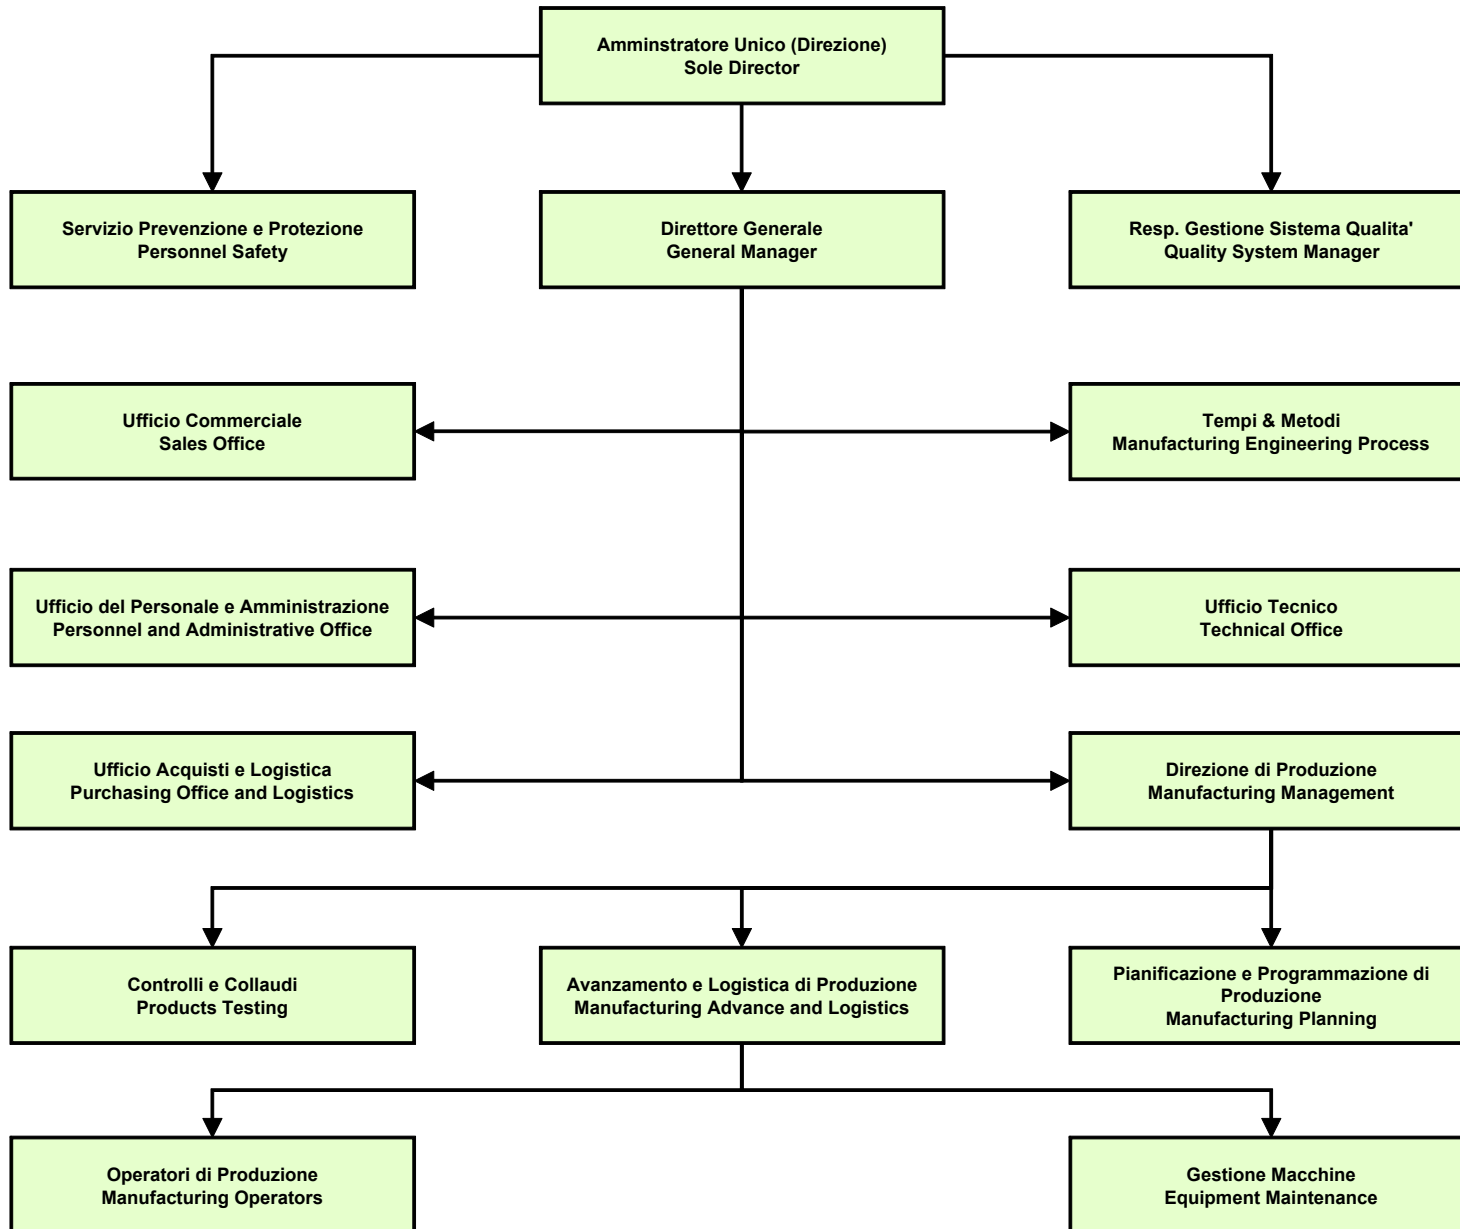 Amminstratore Unico (Direzione)
Sole Director
Servizio Prevenzione e Protezione
Personnel Safety
Direttore Generale
General Manager
Resp. Gestione Sistema Qualita'
Quality System Manager
Ufficio Commerciale
Sales Office
Tempi & Metodi
Manufacturing Engineering Process
Ufficio del Personale e Amministrazione
Personnel and Administrative Office
Ufficio Tecnico
Technical Office
Ufficio Acquisti e Logistica
Purchasing Office and Logistics
Direzione di Produzione
Manufacturing Management
Controlli e Collaudi
Products Testing
Avanzamento e Logistica di Produzione
Manufacturing Advance and Logistics
Pianificazione e Programmazione di
Produzione
Manufacturing Planning
Operatori di Produzione
Manufacturing Operators
Gestione Macchine
Equipment Maintenance